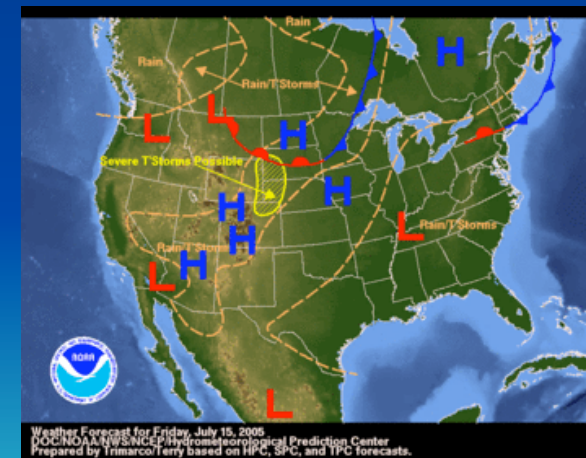 Rain
Rain
Rain/T'Storms
H
H
L
L
H
Severe T'Storms Possible
H
H
H
L
Rain/T'Storms
Rain/T'Storms
H
L
L
NOAA
Weather Forecast for Friday, July 15, 2005
DOC/NOAA/NWS/NCEP/Hydrometeorological Prediction Center
Prepared by Trimarco/Terry based on HPC, SPC, and TPC forecasts.